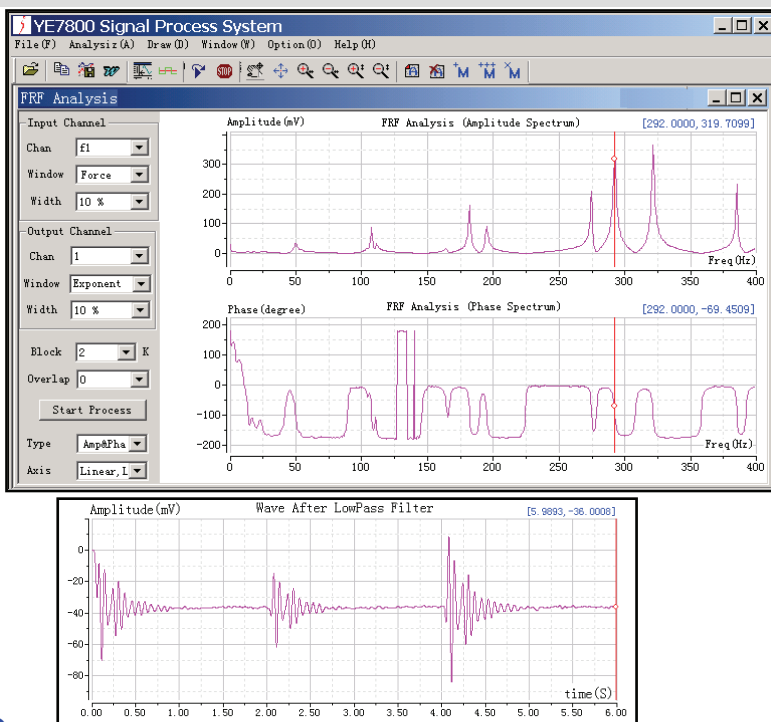 YE7800 Signal Process System
File(F) Analysiz(A) Draw(D) Window(W) Option(O) Help(H)
STOP M M M
FRF Analysis
Input Channel
Chan f1
Window Force
Width 10 %
Output Channel
Chan 1
Window Exponent
Width 10 %
Block 2 K
Overlap 0
Start Process
Type Amp&Pha
Axis Linear, L
Amplitude(mV) FRF Analysis (Amplitude Spectrum) [292.0000, 319.7099]
300
200
100
0
Freq(Hz)
0 50 100 150 200 250 300 350 400
Phase(degree) FRF Analysis (Phase Spectrum) [292.0000, -69.4509]
200
100
0
-100
-200
Freq(Hz)
0 50 100 150 200 250 300 350 400
Amplitude(mV) Wave After LowPass Filter [5.9893, -36.0008]
0
-20
-40
-60
-80
time(S)
0.00 0.50 1.00 1.50 2.00 2.50 3.00 3.50 4.00 4.50 5.00 5.50 6.00